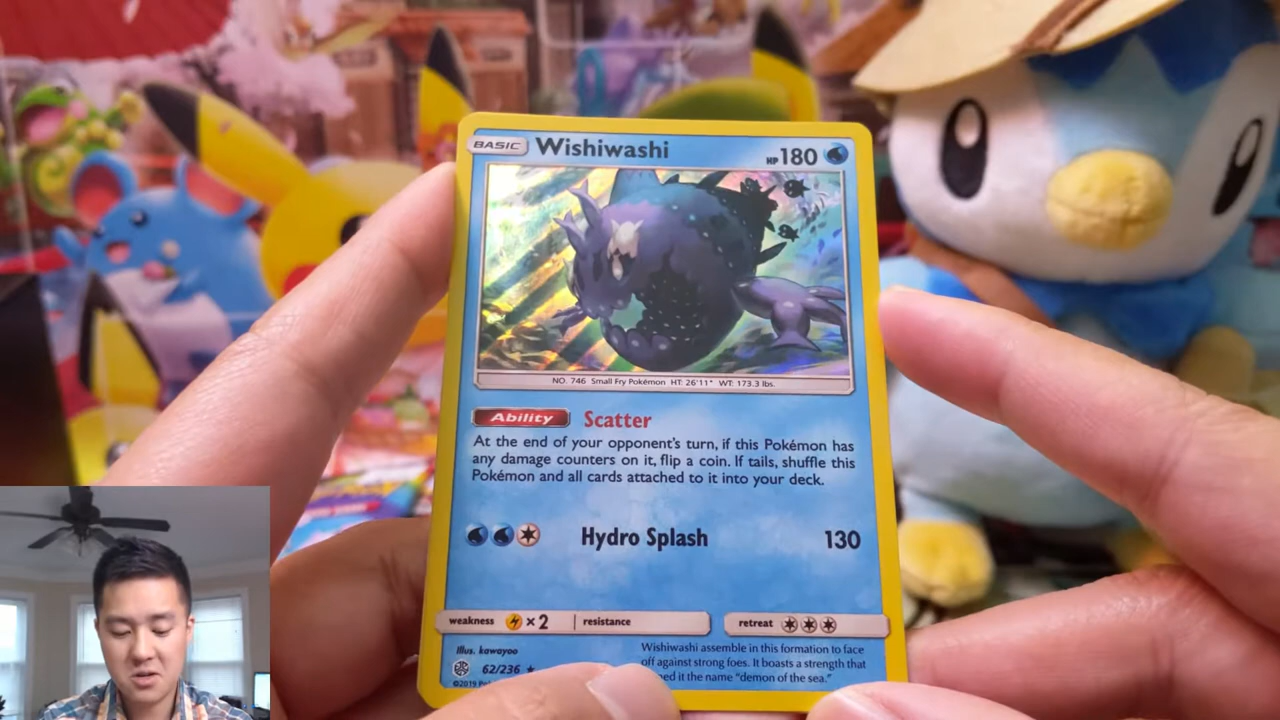 BASIC Wishiwashi HP 180
NO. 746 Small Fry Pokémon HT: 26'11" WT: 173.3 lbs.
Ability Scatter
At the end of your opponent's turn, if this Pokémon has
any damage counters on it, flip a coin. If tails, shuffle this
Pokémon and all cards attached to it into your deck.
Hydro Splash 130
weakness ×2 resistance retreat
Wishiwashi assemble in this formation to face
off against strong foes. It boasts a strength that
ed it the name "demon of the sea."
Illus. kawayoo
62/236
©2019